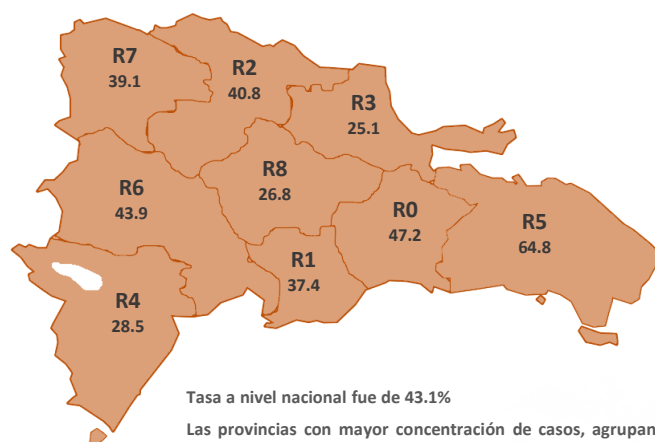 R7
39.1
R2
40.8
R3
25.1
R8
26.8
R6
43.9
R0
47.2
R5
64.8
R1
37.4
R4
28.5
Tasa a nivel nacional fue de 43.1%
Las provincias con mayor concentración de casos, agrupan